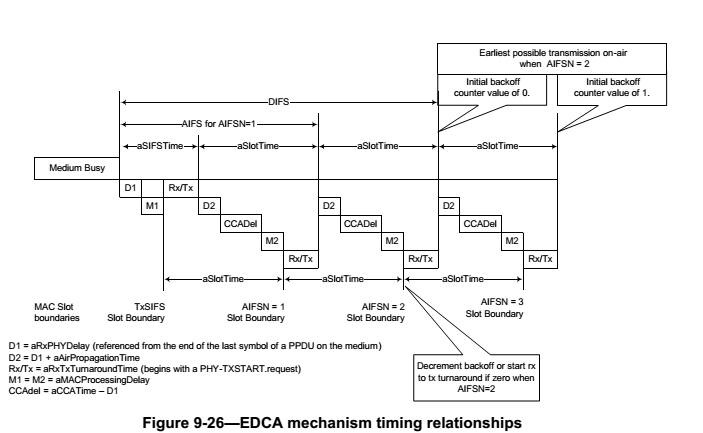 Earliest possible transmission on-air
when AIFSN = 2
Initial backoff
counter value of 0.
Initial backoff
counter value of 1.
DIFS
AIFS for AIFSN=1
aSIFSTime
aSlotTime
aSlotTime
aSlotTime
Medium Busy
D1
Rx/Tx
M1
D2
CCADel
M2
Rx/Tx
D2
CCADel
M2
Rx/Tx
D2
CCADel
M2
Rx/Tx
aSlotTime
aSlotTime
aSlotTime
MAC Slot
boundaries
TxSIFS
Slot Boundary
AIFSN = 1
Slot Boundary
AIFSN = 2
Slot Boundary
AIFSN = 3
Slot Boundary
D1 = aRxPHYDelay (referenced from the end of the last symbol of a PPDU on the medium)
D2 = D1 + aAirPropagationTime
Rx/Tx = aRxTxTurnaroundTime (begins with a PHY-TXSTART.request)
M1 = M2 = aMACProcessingDelay
CCAdel = aCCATime – D1
Decrement backoff or start rx
to tx turnaround if zero when
AIFSN=2
Figure 9-26—EDCA mechanism timing relationships